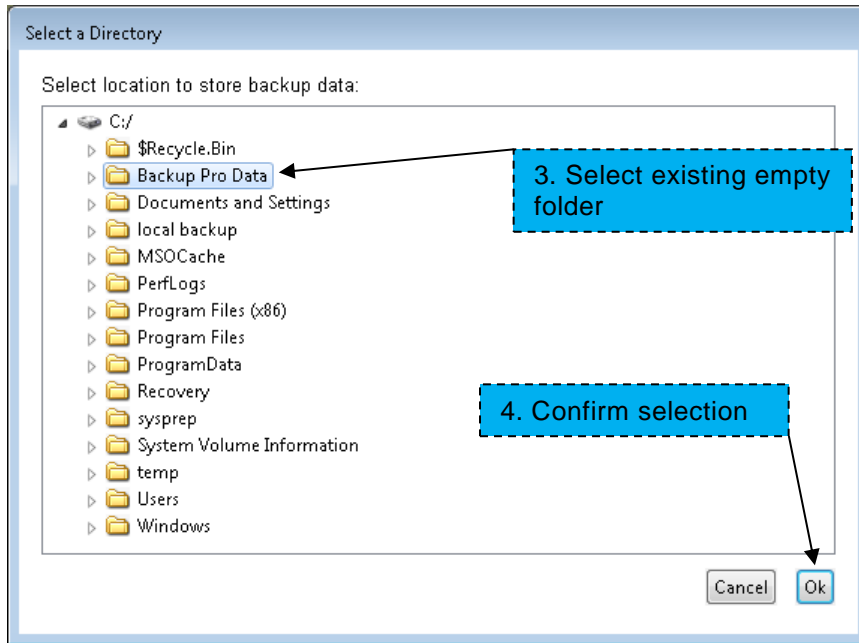 Select a Directory
Select location to store backup data:
C:/
$Recycle.Bin
Backup Pro Data
3. Select existing empty
folder
Documents and Settings
local backup
MSOCache
PerfLogs
Program Files (x86)
Program Files
ProgramData
Recovery
4. Confirm selection
sysprep
System Volume Information
temp
Users
Windows
Cancel
Ok